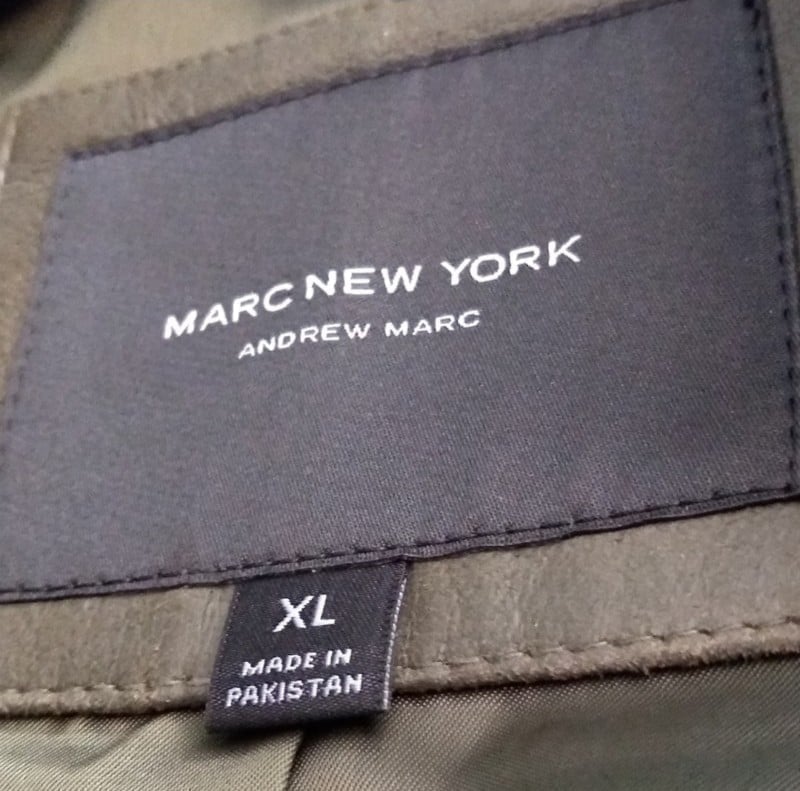 MARC NEW YORK
ANDREW MARC
XL
MADE IN
PAKISTAN